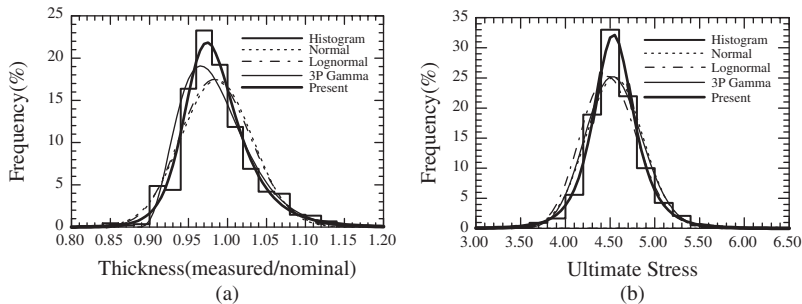 25
20
15
10
5
0
Frequency(%)
Histogram
Normal
Lognormal
3P Gamma
Present
0.80 0.85 0.90 0.95 1.00 1.05 1.10 1.15 1.20
Thickness(measured/nominal)
(a)
35
30
25
20
15
10
5
0
Frequency(%)
Histogram
Normal
Lognormal
3P Gamma
Present
3.00 3.50 4.00 4.50 5.00 5.50 6.00 6.50
Ultimate Stress
(b)